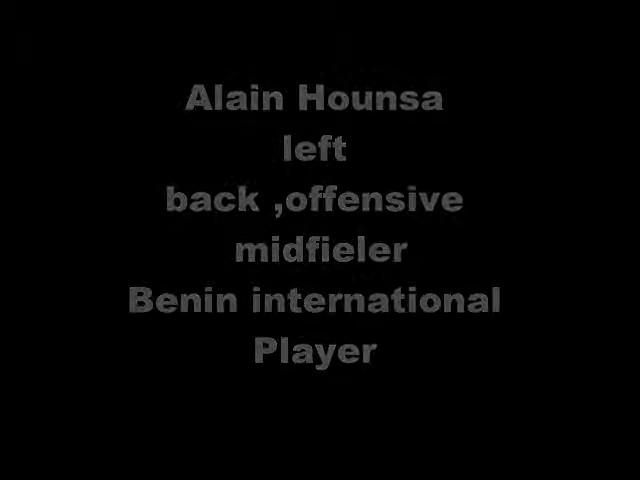 Alain Hounsa
left
back ,offensive
midfieler
Benin international
Player